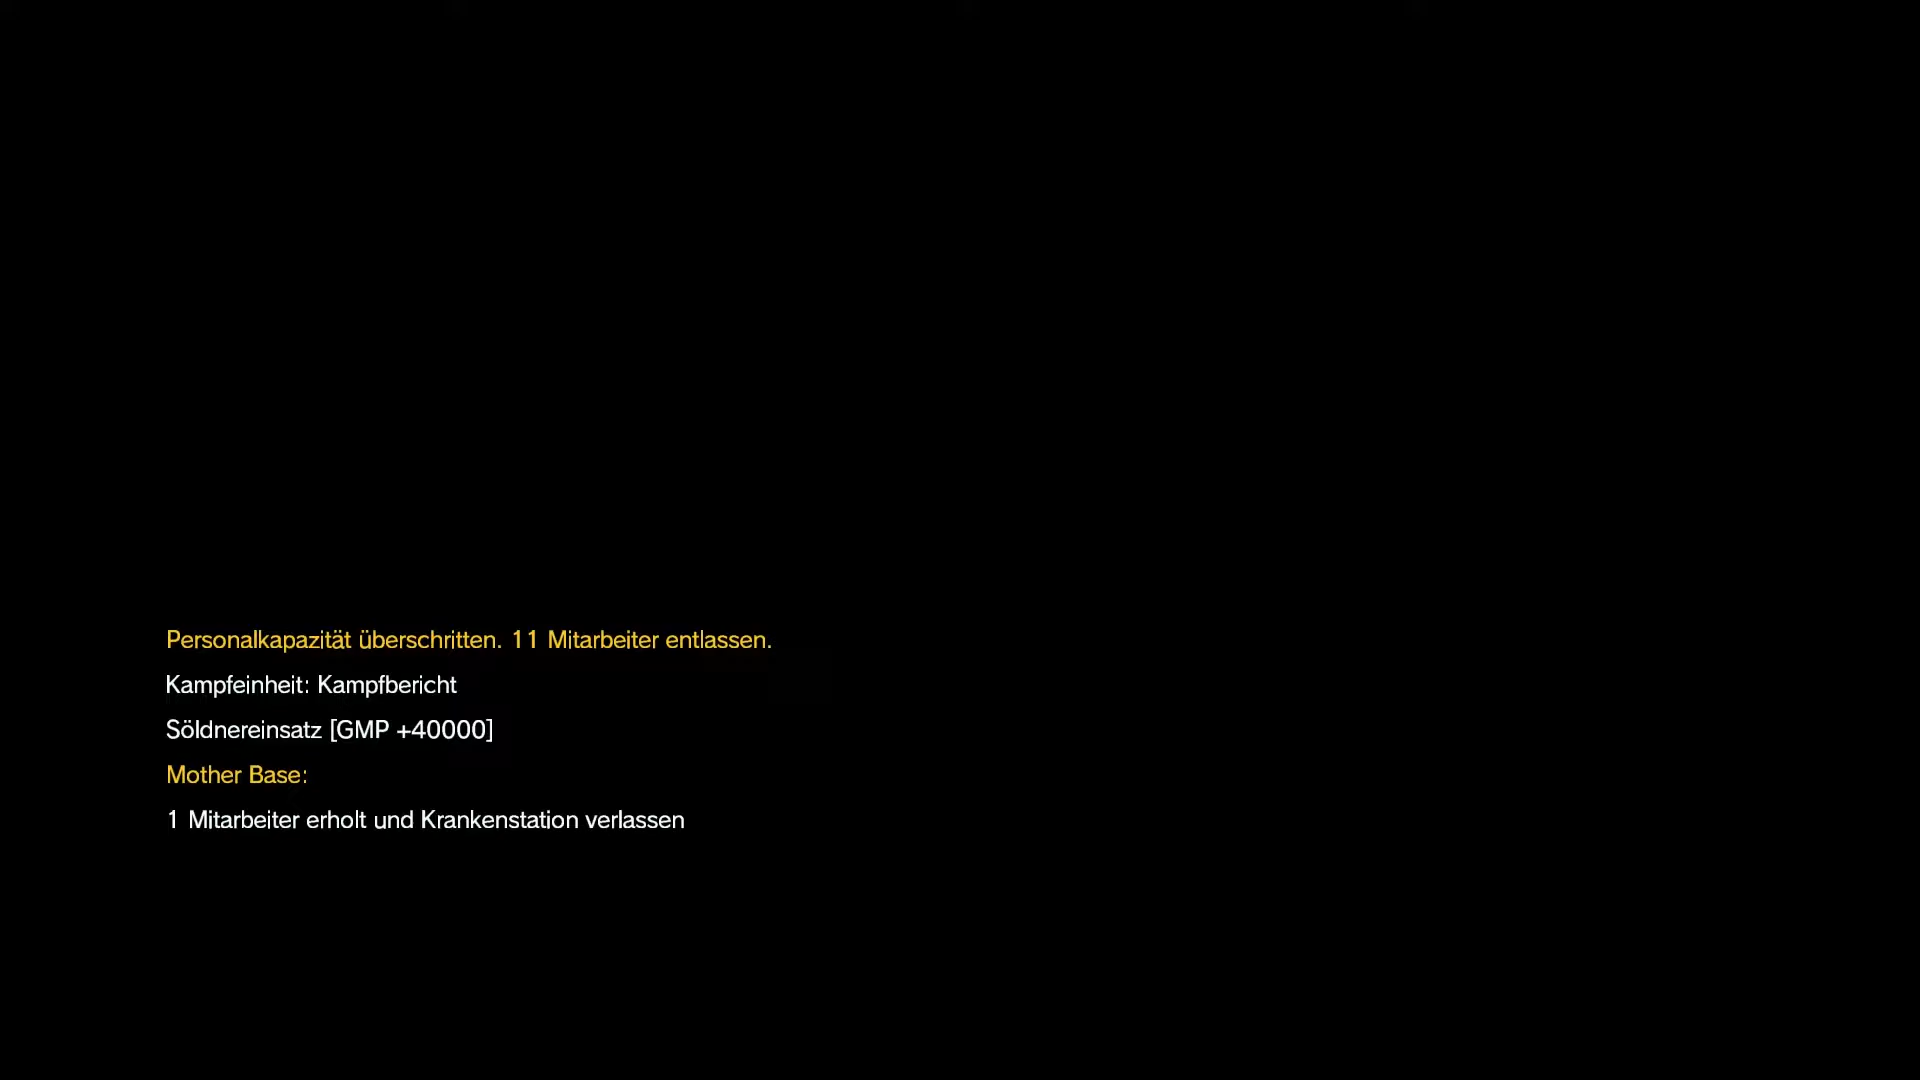 Personalkapazität überschritten. 11 Mitarbeiter entlassen.
Kampfeinheit: Kampfbericht
Söldnereinsatz [GMP +40000]
Mother Base:
1 Mitarbeiter erholt und Krankenstation verlassen